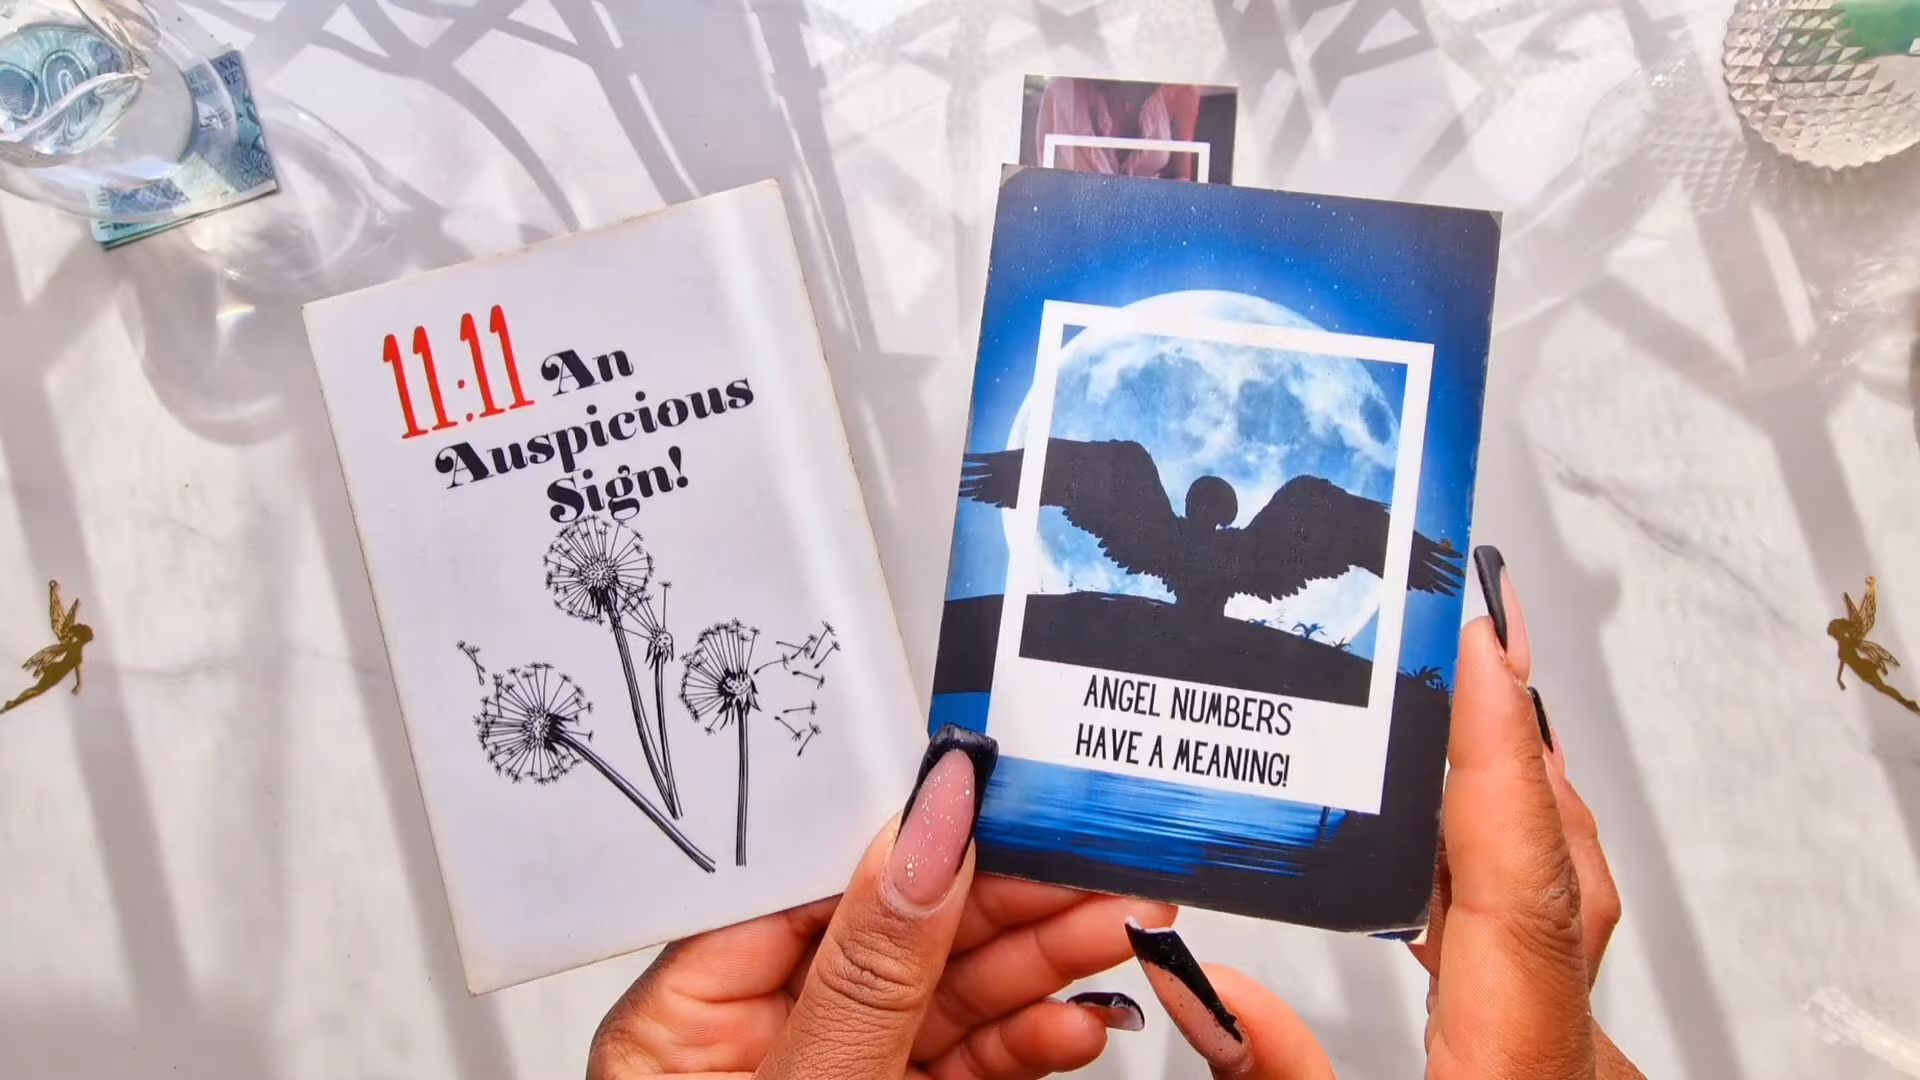 11:11 An
Auspicious
Sign!
ANGEL NUMBERS
HAVE A MEANING!